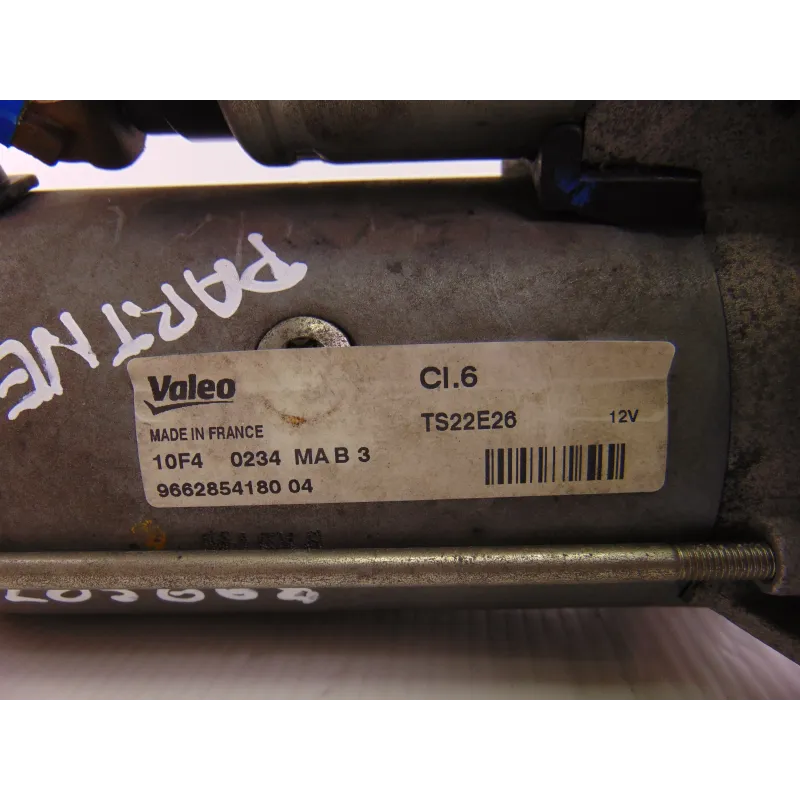 PARTNE
Valeo
CI.6
MADE IN FRANCE
TS22E26 12V
10F4 0234 MA B 3
9662854180 04